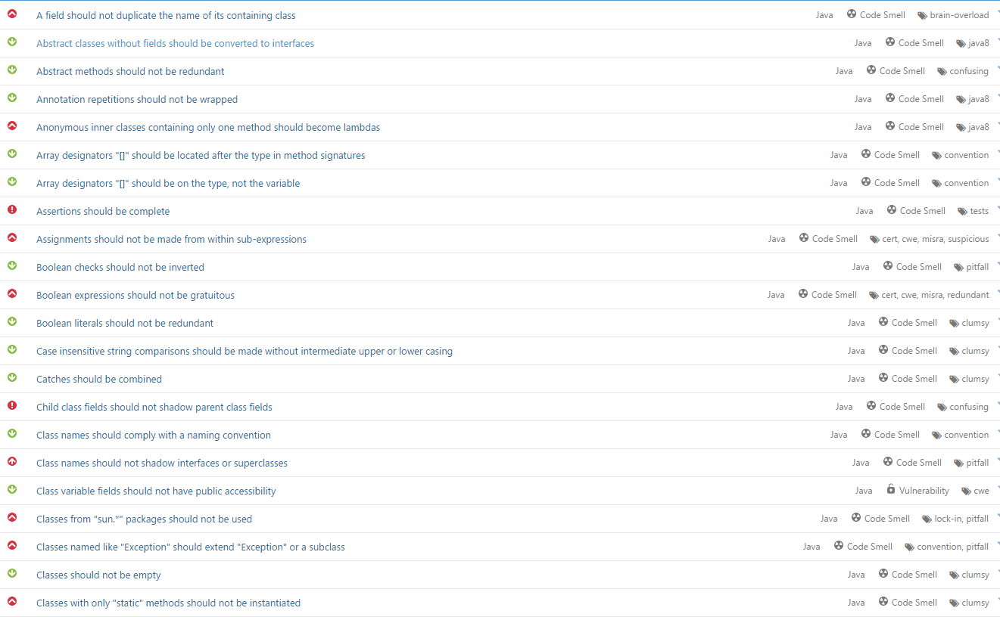 A field should not duplicate the name of its containing class Java Code Smell brain-overload
Abstract classes without fields should be converted to interfaces Java Code Smell java8
Abstract methods should not be redundant Java Code Smell confusing
Annotation repetitions should not be wrapped Java Code Smell java8
Anonymous inner classes containing only one method should become lambdas Java Code Smell java8
Array designators "[]" should be located after the type in method signatures Java Code Smell convention
Array designators "[]" should be on the type, not the variable Java Code Smell convention
Assertions should be complete Java Code Smell tests
Assignments should not be made from within sub-expressions Java Code Smell cert, cwe, misra, suspicious
Boolean checks should not be inverted Java Code Smell pitfall
Boolean expressions should not be gratuitous Java Code Smell cert, cwe, misra, redundant
Boolean literals should not be redundant Java Code Smell clumsy
Case insensitive string comparisons should be made without intermediate upper or lower casing Java Code Smell clumsy
Catches should be combined Java Code Smell clumsy
Child class fields should not shadow parent class fields Java Code Smell confusing
Class names should comply with a naming convention Java Code Smell convention
Class names should not shadow interfaces or superclasses Java Code Smell pitfall
Class variable fields should not have public accessibility Java Vulnerability cwe
Classes from "sun.*" packages should not be used Java Code Smell lock-in, pitfall
Classes named like "Exception" should extend "Exception" or a subclass Java Code Smell convention, pitfall
Classes should not be empty Java Code Smell clumsy
Classes with only "static" methods should not be instantiated Java Code Smell clumsy